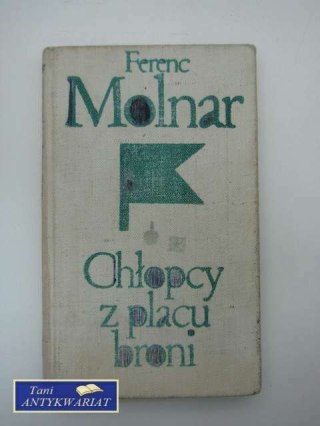 Ferenc
Molnar
Chłopcy
z placu
broni
Tani
ANTYKWARIAT